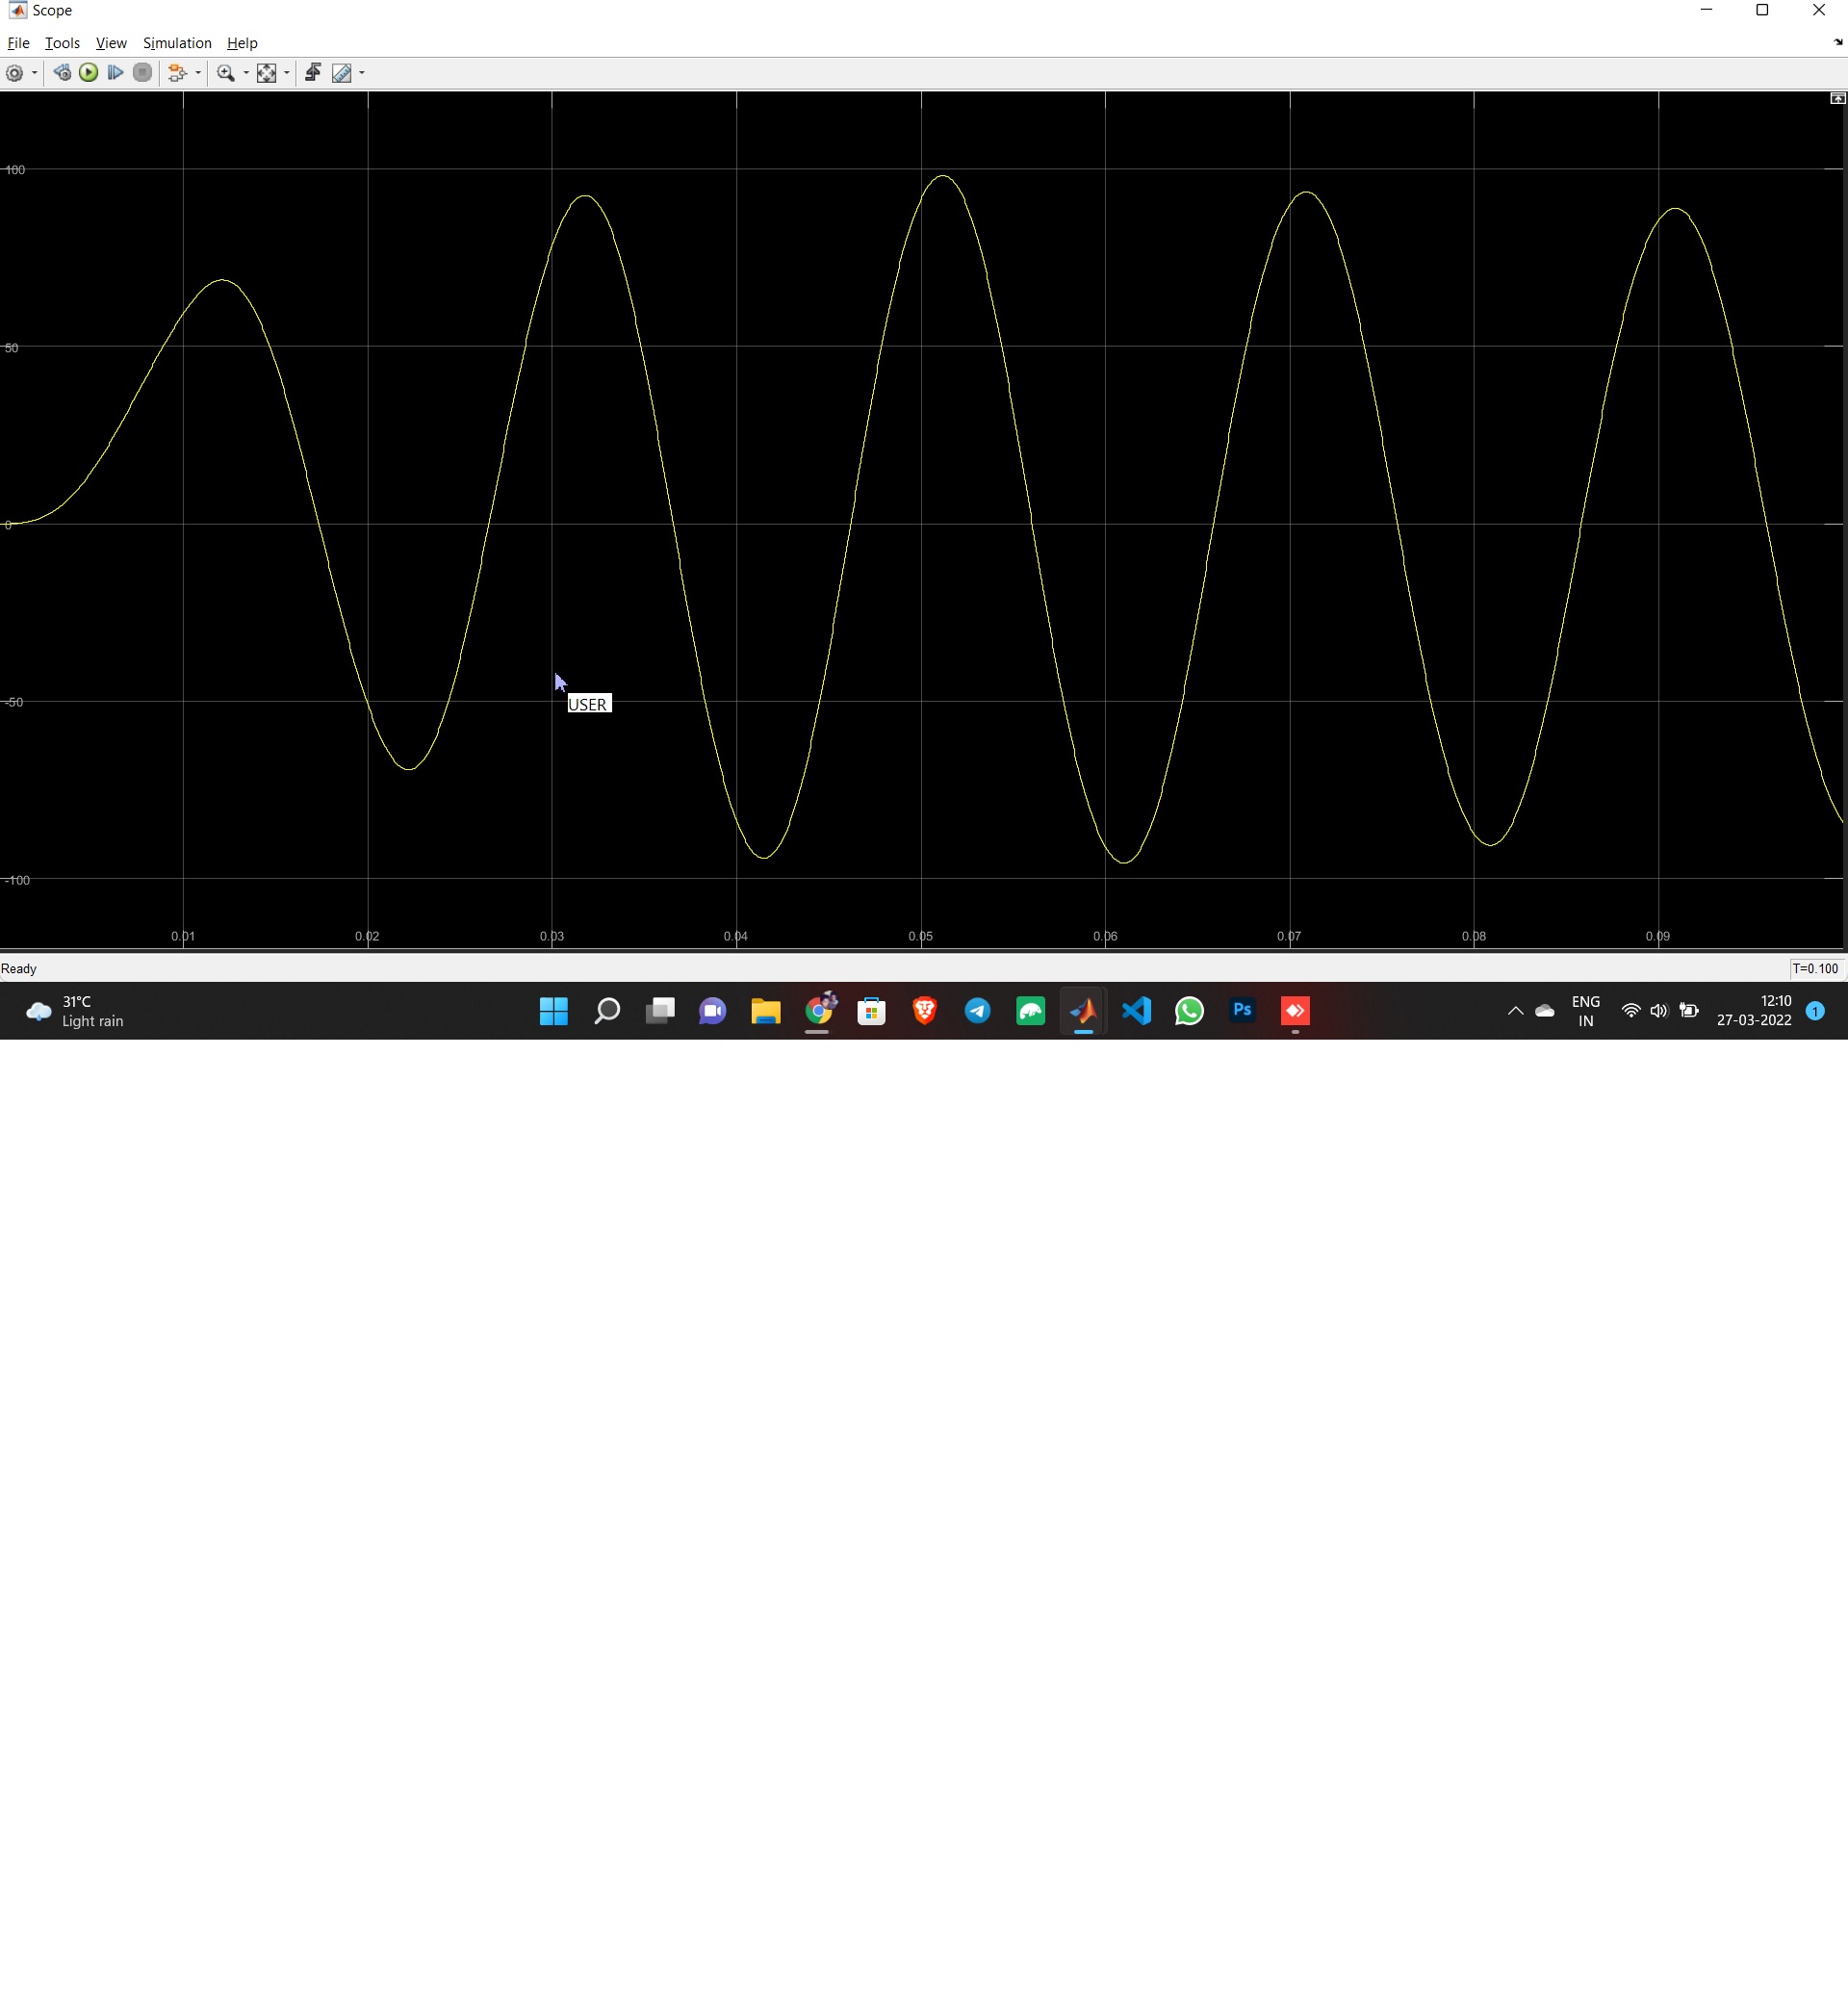 Scope
File Tools View Simulation Help
100
50
0
-50
USER
-100
0.01 0.02 0.03 0.04 0.05 0.06 0.07 0.08 0.09
Ready T=0.100
31°C
Light rain
Ps
ENG
IN
12:10
27-03-2022
1